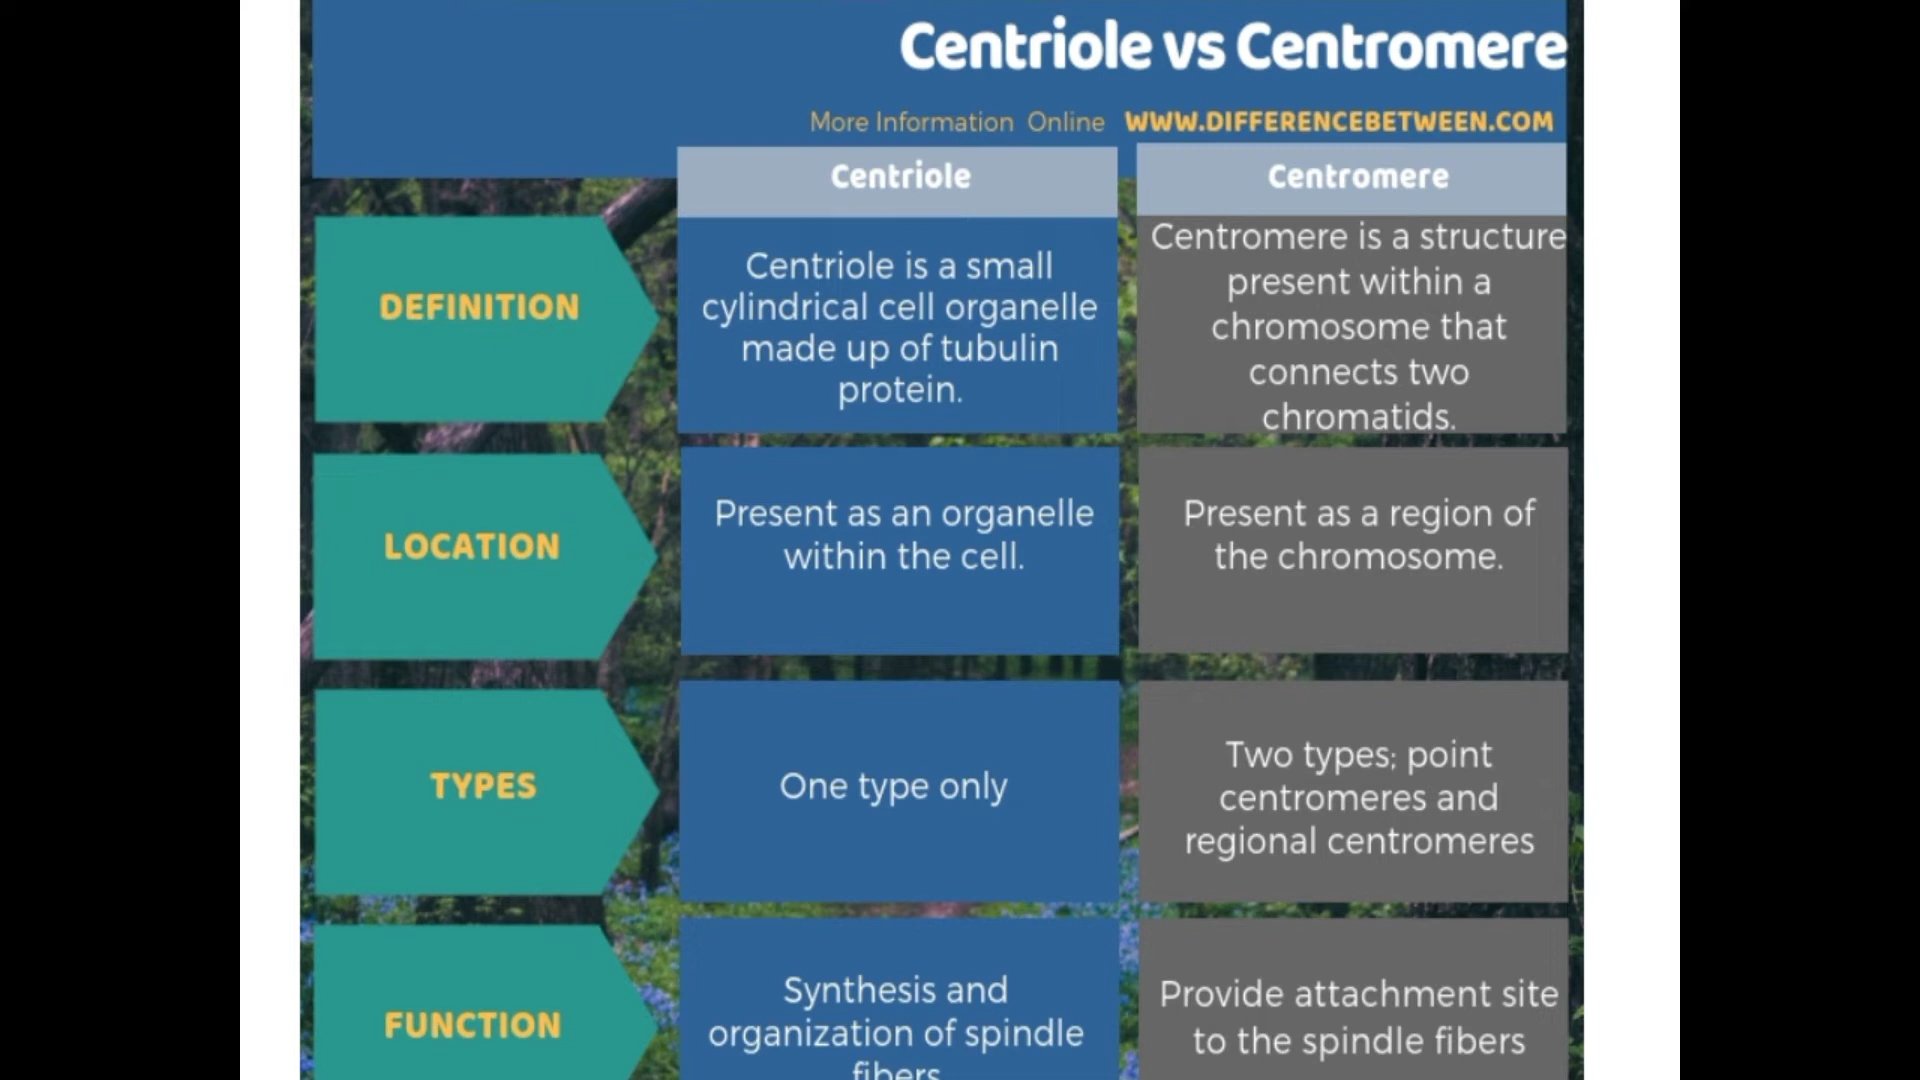 Centriole vs Centromere
More Information Online WWW.DIFFERENCEBETWEEN.COM
Centriole
Centromere
DEFINITION
Centriole is a small
cylindrical cell organelle
made up of tubulin
protein.
Centromere is a structure
present within a
chromosome that
connects two
chromatids.
LOCATION
Present as an organelle
within the cell.
Present as a region of
the chromosome.
TYPES
One type only
Two types; point
centromeres and
regional centromeres
FUNCTION
Synthesis and
organization of spindle
fibers
Provide attachment site
to the spindle fibers